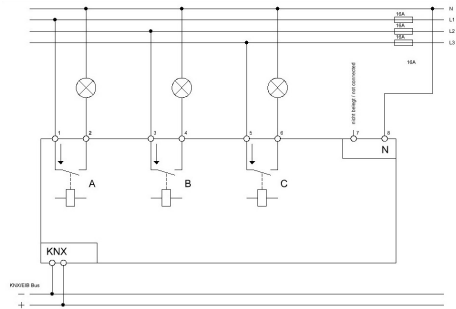 N
16A
L1
16A
L2
16A
L3
16A
nicht belegt / not connected
1
2
3
4
5
6
7
8
N
A
B
C
KNX
KNX/EIB Bus
−
+